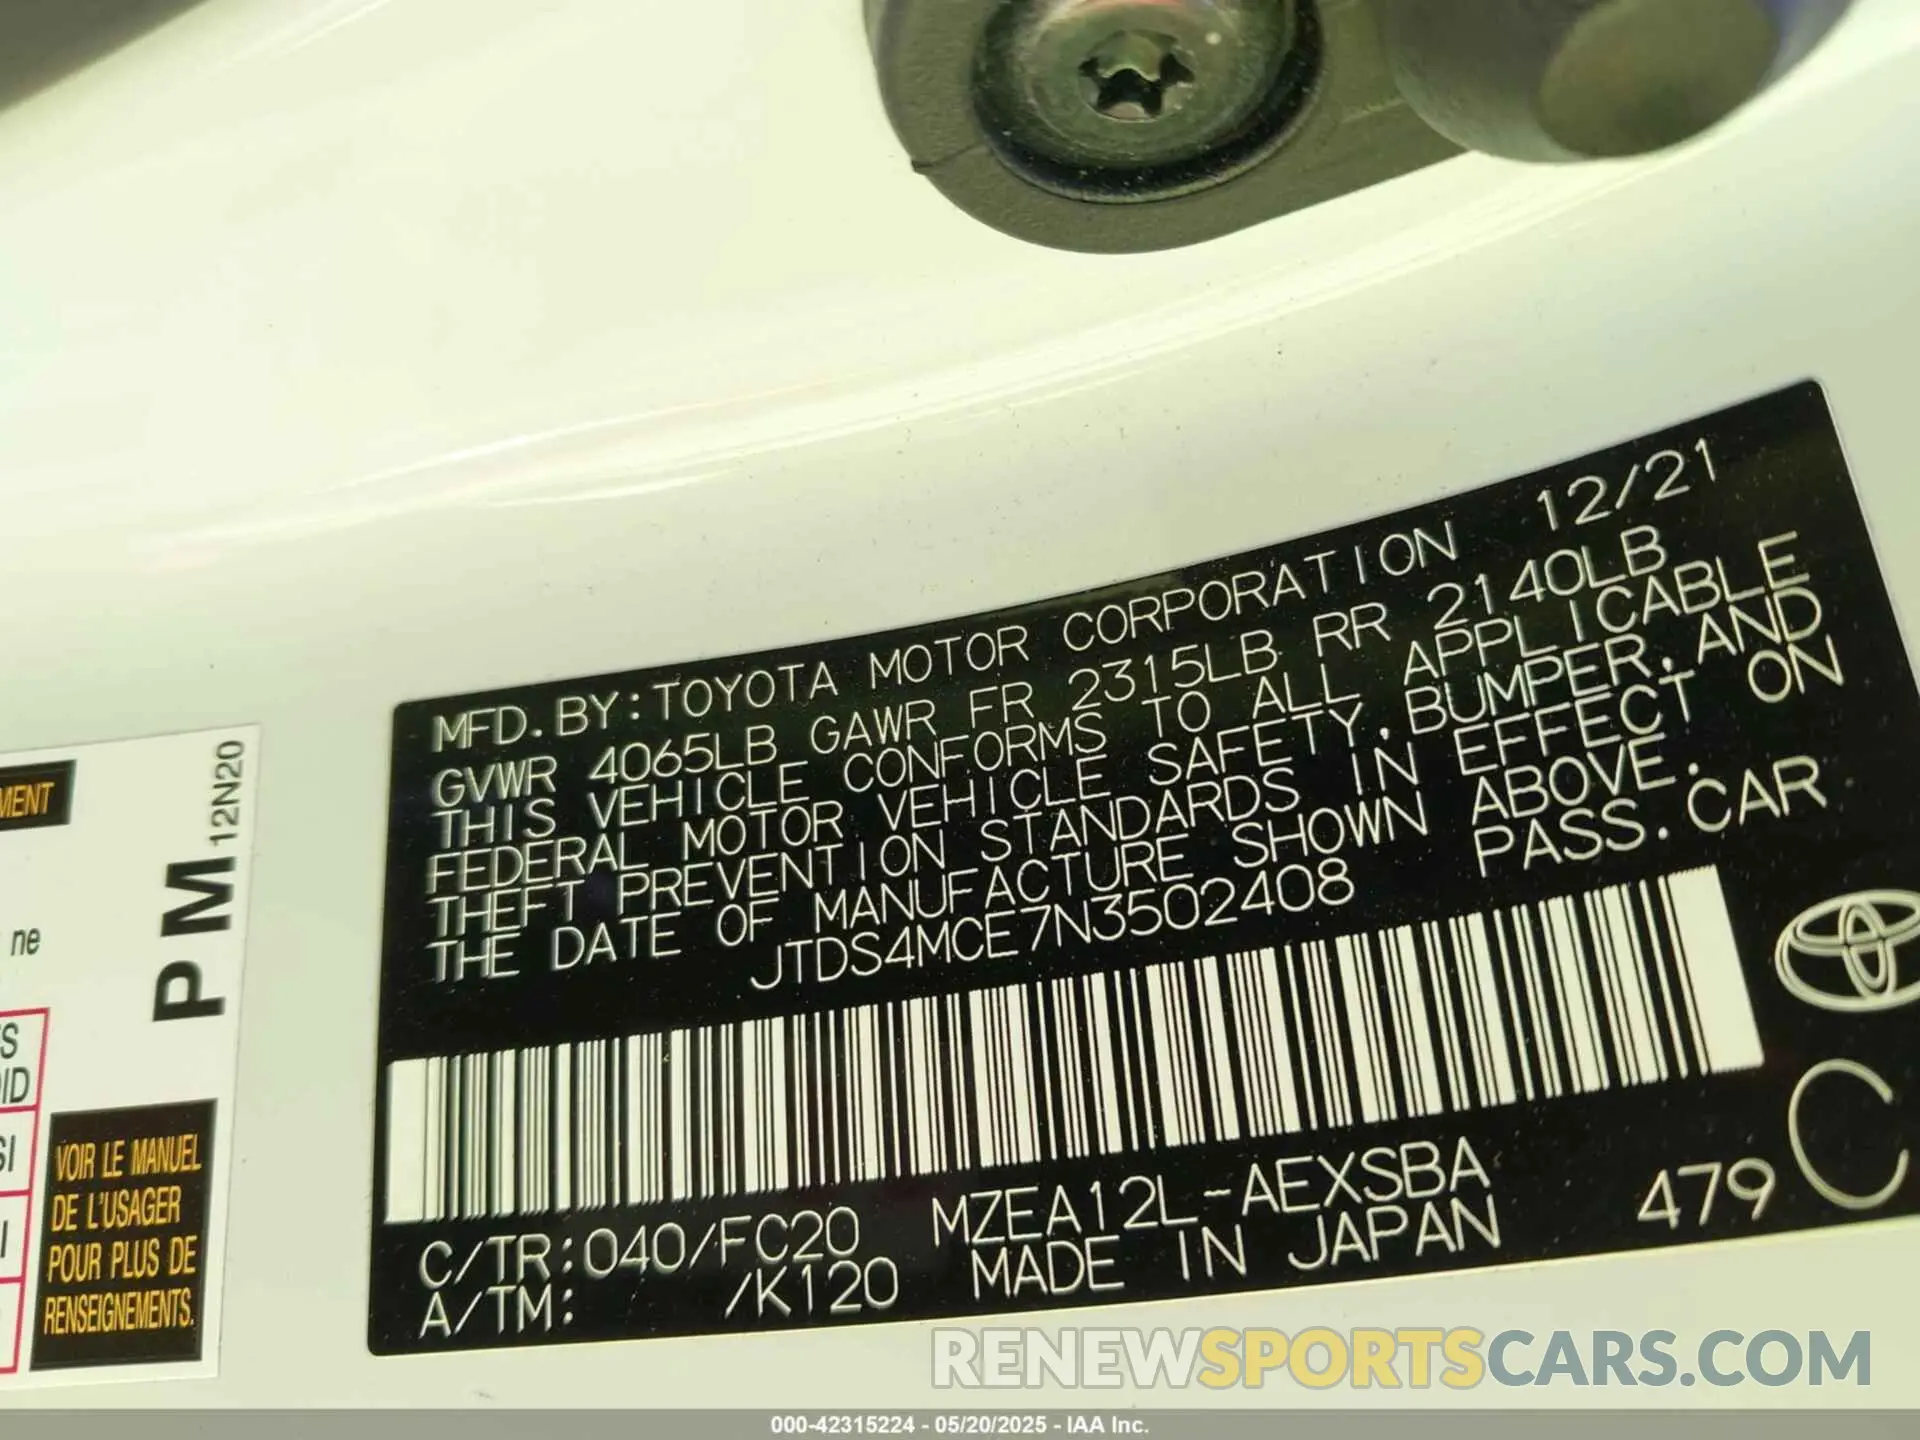 MFD. BY: TOYOTA MOTOR CORPORATION 12/21
GVWR 4065LB GAWR FR 2315LB RR 2140LB
THIS VEHICLE CONFORMS TO ALL APPLICABLE
FEDERAL MOTOR VEHICLE SAFETY, BUMPER, AND
THEFT PREVENTION STANDARDS IN EFFECT ON
THE DATE OF MANUFACTURE SHOWN ABOVE.
JTDS4MCE7N3502408 PASS. CAR
C/TR: 040/FC20 MZEA12L-AEXSBA
A/TM: /K120 MADE IN JAPAN
479 C
MENT
PM 12N20
ne
VOIR LE MANUEL
DE L'USAGER
POUR PLUS DE
RENSEIGNEMENTS.
RENEWSPORTSCARS.COM
000-42315224 - 05/20/2025 - IAA Inc.